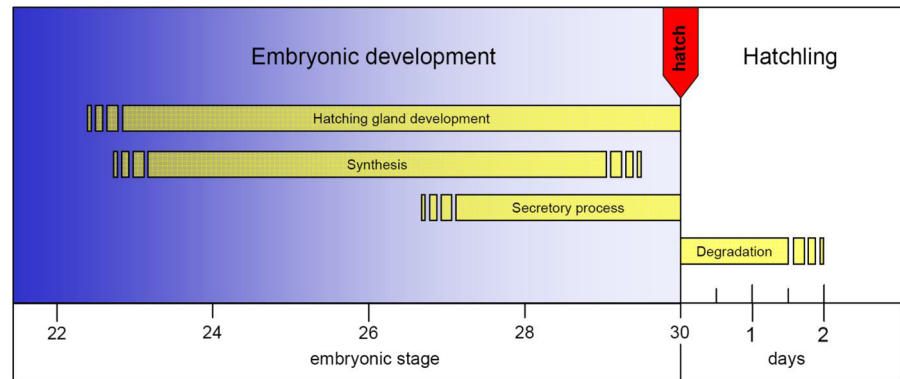 Embryonic development
hatch
Hatchling
Hatching gland development
Synthesis
Secretory process
Degradation
22 24 26 28 30 1 2
embryonic stage days